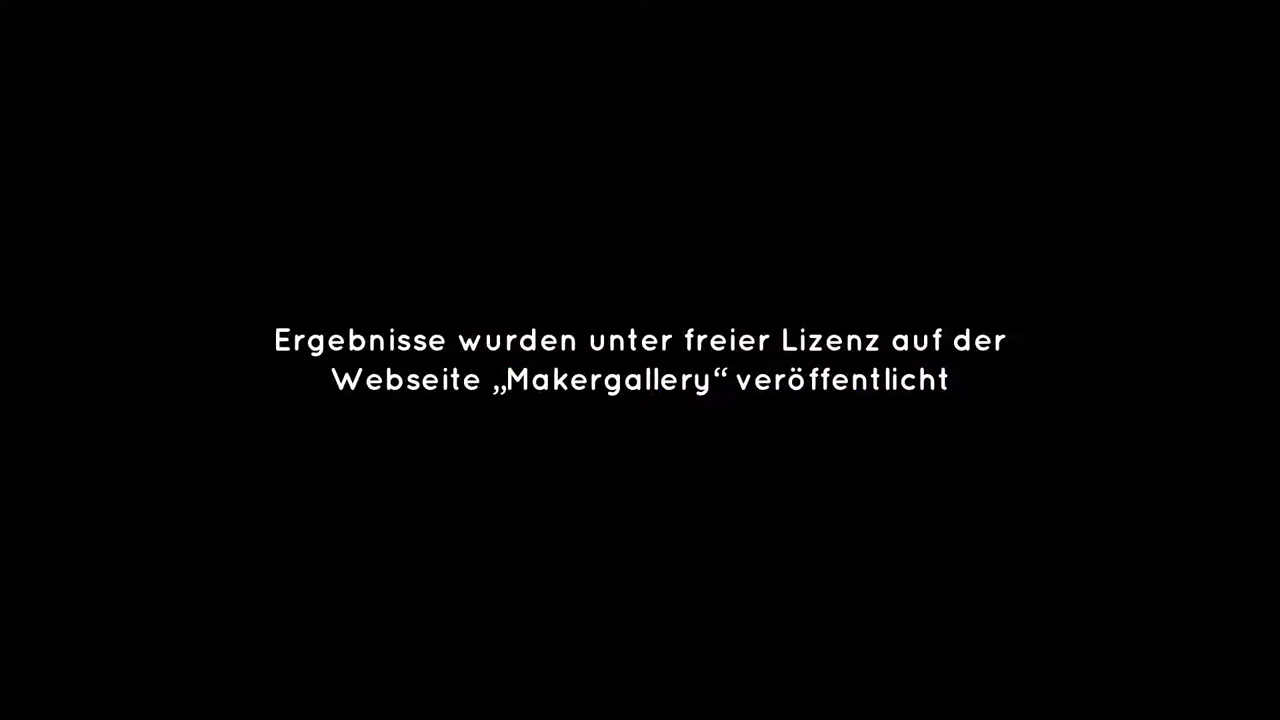 Ergebnisse wurden unter freier Lizenz auf der
Webseite „Makergallery“ veröffentlicht